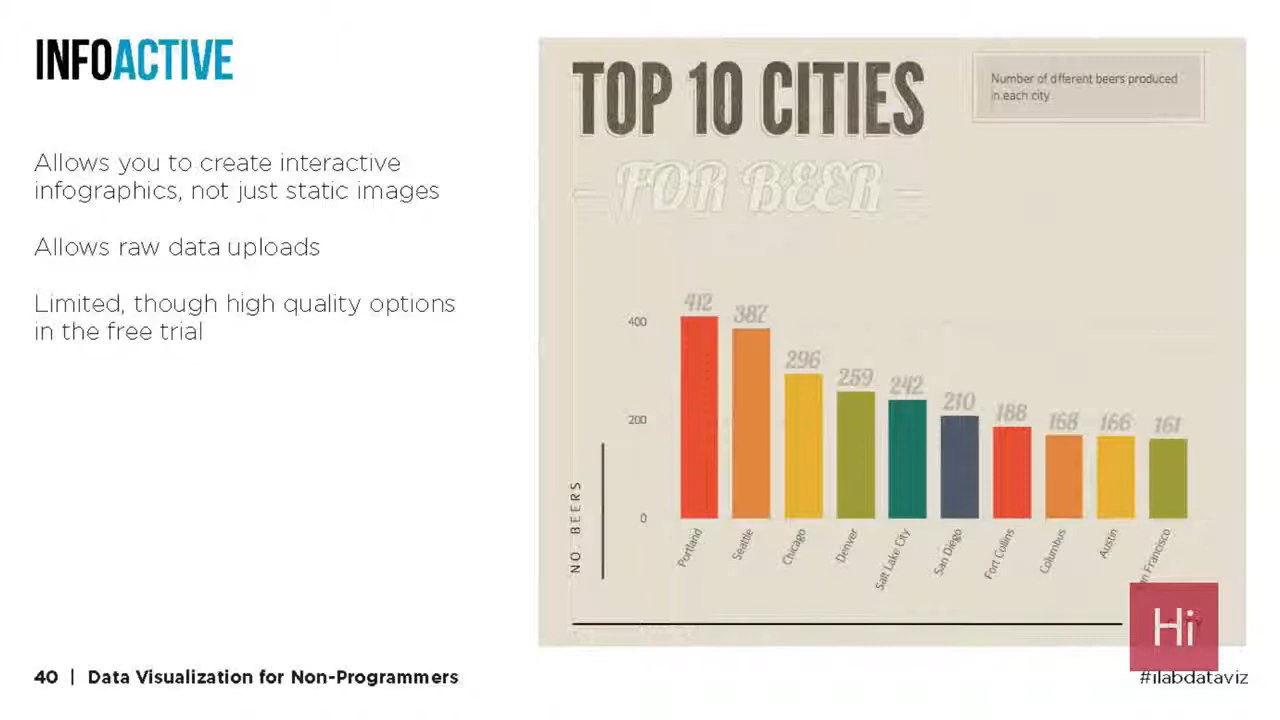 INFOACTIVE
Allows you to create interactive
infographics, not just static images
Allows raw data uploads
Limited, though high quality options
in the free trial
TOP 10 CITIES
– FOR BEER –
Number of different beers produced
in each city
412
387
296
259
242
210
188
168
166
161
400
200
0
NO. BEERS
Portland
Seattle
Chicago
Denver
Salt Lake City
San Diego
Fort Collins
Columbus
Austin
Francisco
Hi
40 | Data Visualization for Non-Programmers
#ilabdataviz